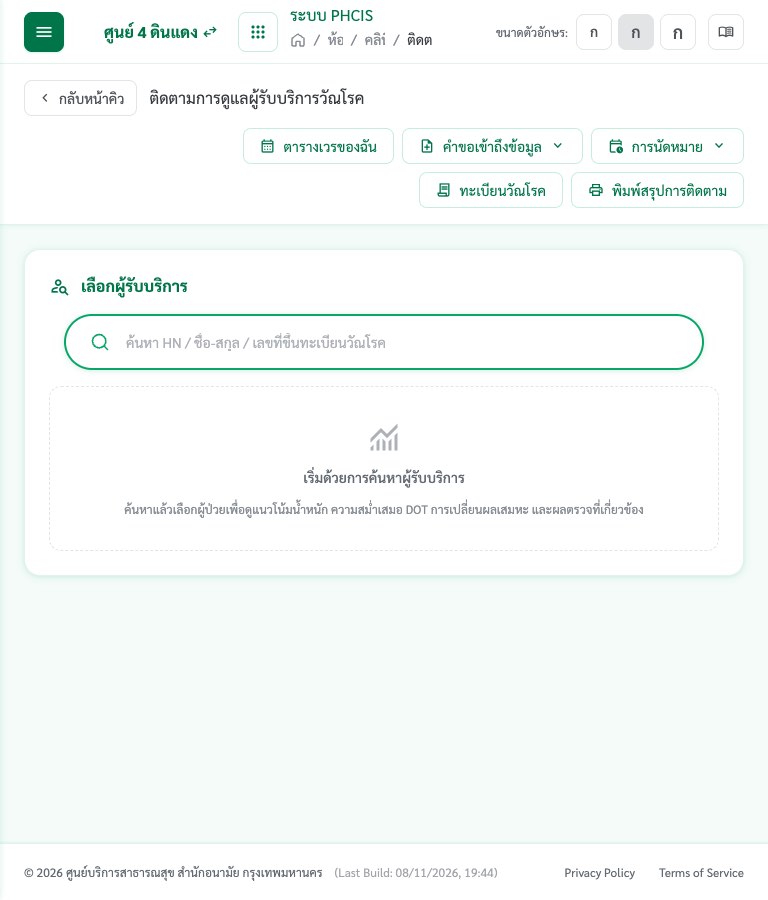 ศูนย์ 4 ดินแดง
ระบบ PHCIS
/ ห้อ / คลิ / ติดต
ขนาดตัวอักษร: ก ก ก
กลับหน้าคิว
ติดตามการดูแลผู้รับบริการวัณโรค
ตารางเวรของฉัน
คำขอเข้าถึงข้อมูล
การนัดหมาย
ทะเบียนวัณโรค
พิมพ์สรุปการติดตาม
เลือกผู้รับบริการ
ค้นหา HN / ชื่อ-สกุล / เลขที่ขึ้นทะเบียนวัณโรค
เริ่มด้วยการค้นหาผู้รับบริการ
ค้นหาแล้วเลือกผู้ป่วยเพื่อดูแนวโน้มน้ำหนัก ความสม่ำเสมอ DOT การเปลี่ยนผลเสมหะ และผลตรวจที่เกี่ยวข้อง
© 2026 ศูนย์บริการสาธารณสุข สำนักอนามัย กรุงเทพมหานคร (Last Build: 08/11/2026, 19:44)
Privacy Policy
Terms of Service